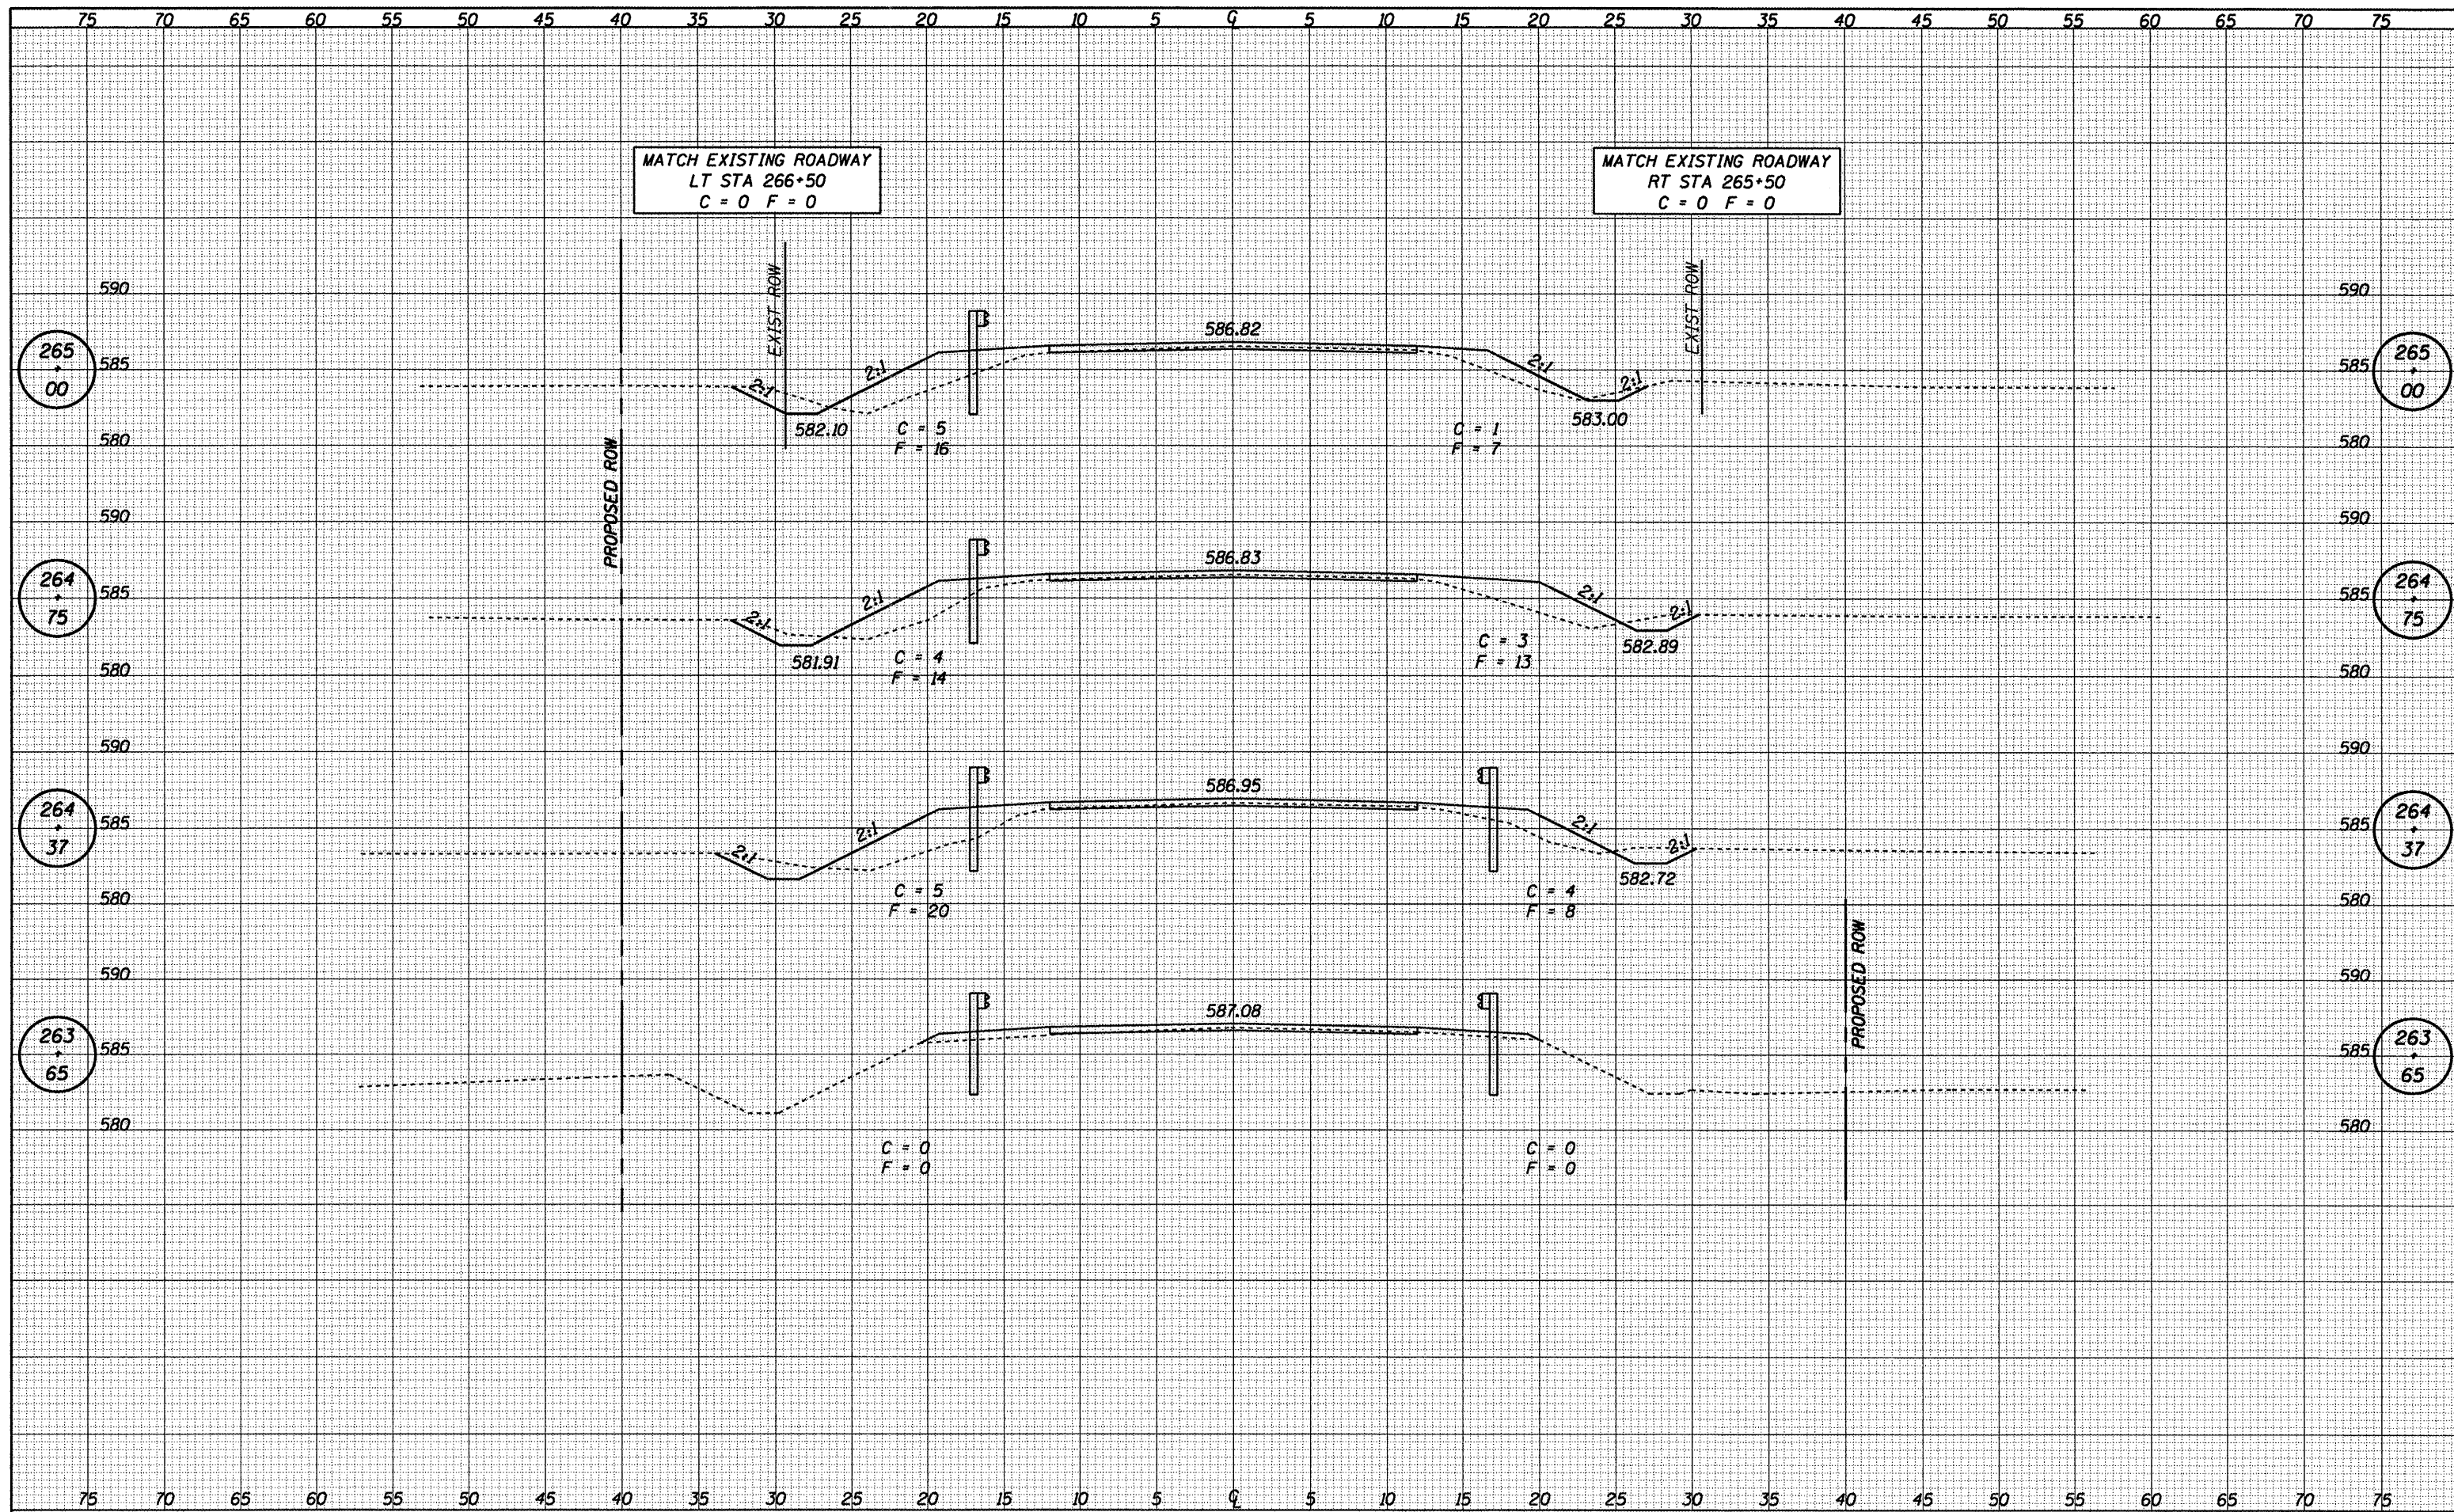 75 70 65 60 55 50 45 40 35 30 25 20 15 10 5 ℄ 5 10 15 20 25 30 35 40 45 50 55 60 65 70 75
MATCH EXISTING ROADWAY
LT STA 266+50
C = 0 F = 0
MATCH EXISTING ROADWAY
RT STA 265+50
C = 0 F = 0
EXIST ROW
EXIST ROW
590
590
586.82
265
+
00
585
2:1
2:1
2:1
2:1
585
265
+
00
582.10
583.00
C = 5
F = 16
C = 1
F = 7
580
580
PROPOSED ROW
590
590
586.83
264
+
75
585
2:1
2:1
2:1
2:1
585
264
+
75
581.91
582.89
C = 4
F = 14
C = 3
F = 13
580
580
590
590
586.95
264
+
37
585
2:1
2:1
2:1
2:1
585
264
+
37
582.72
C = 5
F = 20
C = 4
F = 8
580
580
PROPOSED ROW
590
590
587.08
263
+
65
585
585
263
+
65
580
580
C = 0
F = 0
C = 0
F = 0
75 70 65 60 55 50 45 40 35 30 25 20 15 10 5 ℄ 5 10 15 20 25 30 35 40 45 50 55 60 65 70 75